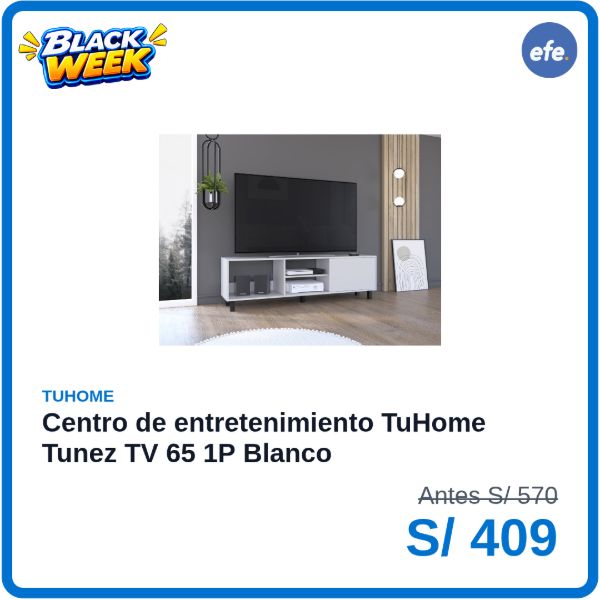 BLACK
WEEK
efe.
TUHOME
Centro de entretenimiento TuHome
Tunez TV 65 1P Blanco
Antes S/ 570
S/ 409